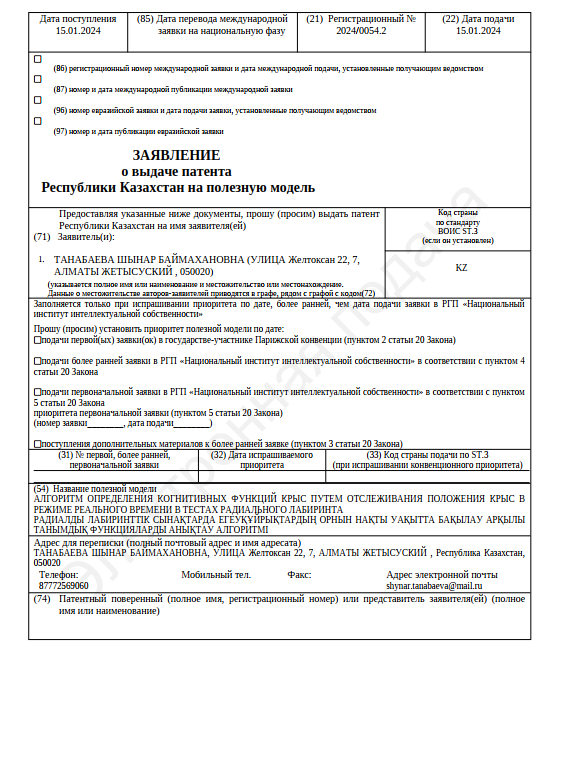 Дата поступления
15.01.2024
(85) Дата перевода международной
заявки на национальную фазу
(21) Регистрационный №
2024/0054.2
(22) Дата подачи
15.01.2024
(86) регистрационный номер международной заявки и дата международной подачи, установленные получающим ведомством
(87) номер и дата международной публикации международной заявки
(96) номер евразийской заявки и дата подачи заявки, установленные получающим ведомством
(97) номер и дата публикации евразийской заявки
ЗАЯВЛЕНИЕ
о выдаче патента
Республики Казахстан на полезную модель
Предоставляя указанные ниже документы, прошу (просим) выдать патент
Республики Казахстан на имя заявителя(ей)
(71) Заявитель(и):
1. ТАНАБАЕВА ШЫНАР БАЙМАХАНОВНА (УЛИЦА Желтоксан 22, 7,
АЛМАТЫ ЖЕТЫСУСКИЙ , 050020)
(указывается полное имя или наименование и местожительство или местонахождение.
Данные о местожительстве авторов-заявителей приводятся в графе, рядом с графой с кодом(72)
Код страны
по стандарту
ВОИС ST.3
(если он установлен)
KZ
Заполняется только при испрашивании приоритета по дате, более ранней, чем дата подачи заявки в РГП «Национальный
институт интеллектуальной собственности»
Прошу (просим) установить приоритет полезной модели по дате:
подачи первой(ых) заявки(ок) в государстве-участнике Парижской конвенции (пунктом 2 статьи 20 Закона)
подачи более ранней заявки в РГП «Национальный институт интеллектуальной собственности» в соответствии с пунктом 4
статьи 20 Закона
подачи первоначальной заявки в РГП «Национальный институт интеллектуальной собственности» в соответствии с пунктом
5 статьи 20 Закона
приоритета первоначальной заявки (пунктом 5 статьи 20 Закона)
(номер заявки________, дата подачи________)
поступления дополнительных материалов к более ранней заявке (пунктом 3 статьи 20 Закона)
(31) № первой, более ранней,
первоначальной заявки
(32) Дата испрашиваемого
приоритета
(33) Код страны подачи по ST.3
(при испрашивании конвенционного приоритета)
(54) Название полезной модели
АЛГОРИТМ ОПРЕДЕЛЕНИЯ КОГНИТИВНЫХ ФУНКЦИЙ КРЫС ПУТЕМ ОТСЛЕЖИВАНИЯ ПОЛОЖЕНИЯ КРЫС В
РЕЖИМЕ РЕАЛЬНОГО ВРЕМЕНИ В ТЕСТАХ РАДИАЛЬНОГО ЛАБИРИНТА
РАДИАЛДЫ ЛАБИРИНТТІК СЫНАҚТАРДА ЕГЕУҚҰЙРЫҚТАРДЫҢ ОРНЫН НАҚТЫ УАҚЫТТА БАҚЫЛАУ АРҚЫЛЫ
ТАНЫМДЫҚ ФУНКЦИЯЛАРДЫ АНЫҚТАУ АЛГОРИТМІ
Адрес для переписки (полный почтовый адрес и имя адресата)
ТАНАБАЕВА ШЫНАР БАЙМАХАНОВНА, УЛИЦА Желтоксан 22, 7, АЛМАТЫ ЖЕТЫСУСКИЙ , Республика Казахстан,
050020
Телефон:
87772569060
Мобильный тел.
Факс:
Адрес электронной почты
shynar.tanabaeva@mail.ru
(74) Патентный поверенный (полное имя, регистрационный номер) или представитель заявителя(ей) (полное
имя или наименование)
Электронная подача